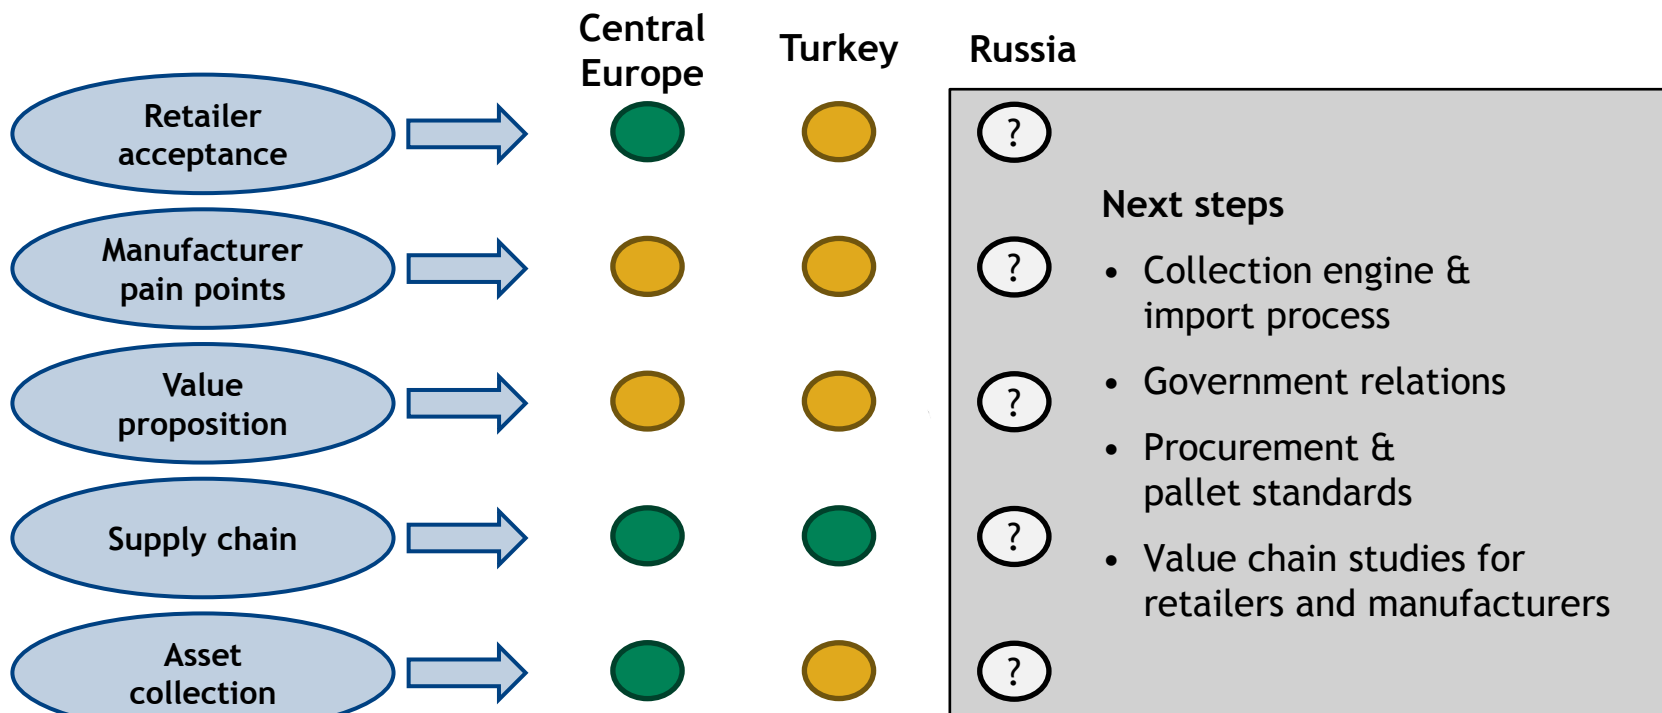 Central
Europe
Turkey
Russia
Retailer
acceptance
?
Manufacturer
pain points
?
Value
proposition
?
Supply chain
?
Asset
collection
?
Next steps
• Collection engine &
import process
• Government relations
• Procurement &
pallet standards
• Value chain studies for
retailers and manufacturers